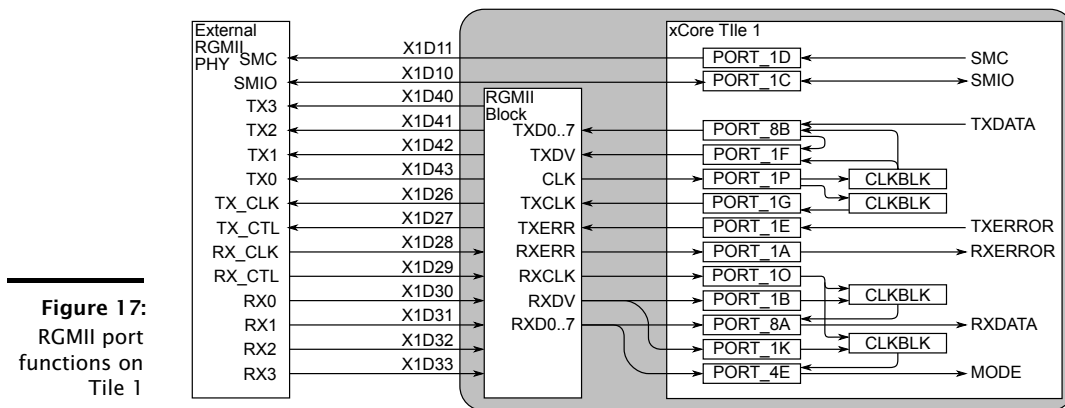 External
RGMII
PHY
SMC
SMIO
TX3
TX2
TX1
TX0
TX_CLK
TX_CTL
RX_CLK
RX_CTL
RX0
RX1
RX2
RX3
X1D11
X1D10
X1D40
X1D41
X1D42
X1D43
X1D26
X1D27
X1D28
X1D29
X1D30
X1D31
X1D32
X1D33
RGMII
Block
TXD0..7
TXDV
CLK
TXCLK
TXERR
RXERR
RXCLK
RXDV
RXD0..7
xCore TIle 1
PORT_1D
PORT_1C
PORT_8B
PORT_1F
PORT_1P
PORT_1G
PORT_1E
PORT_1A
PORT_1O
PORT_1B
PORT_8A
PORT_1K
PORT_4E
CLKBLK
CLKBLK
CLKBLK
CLKBLK
SMC
SMIO
TXDATA
TXERROR
RXERROR
RXDATA
MODE
Figure 17:
RGMII port
functions on
Tile 1